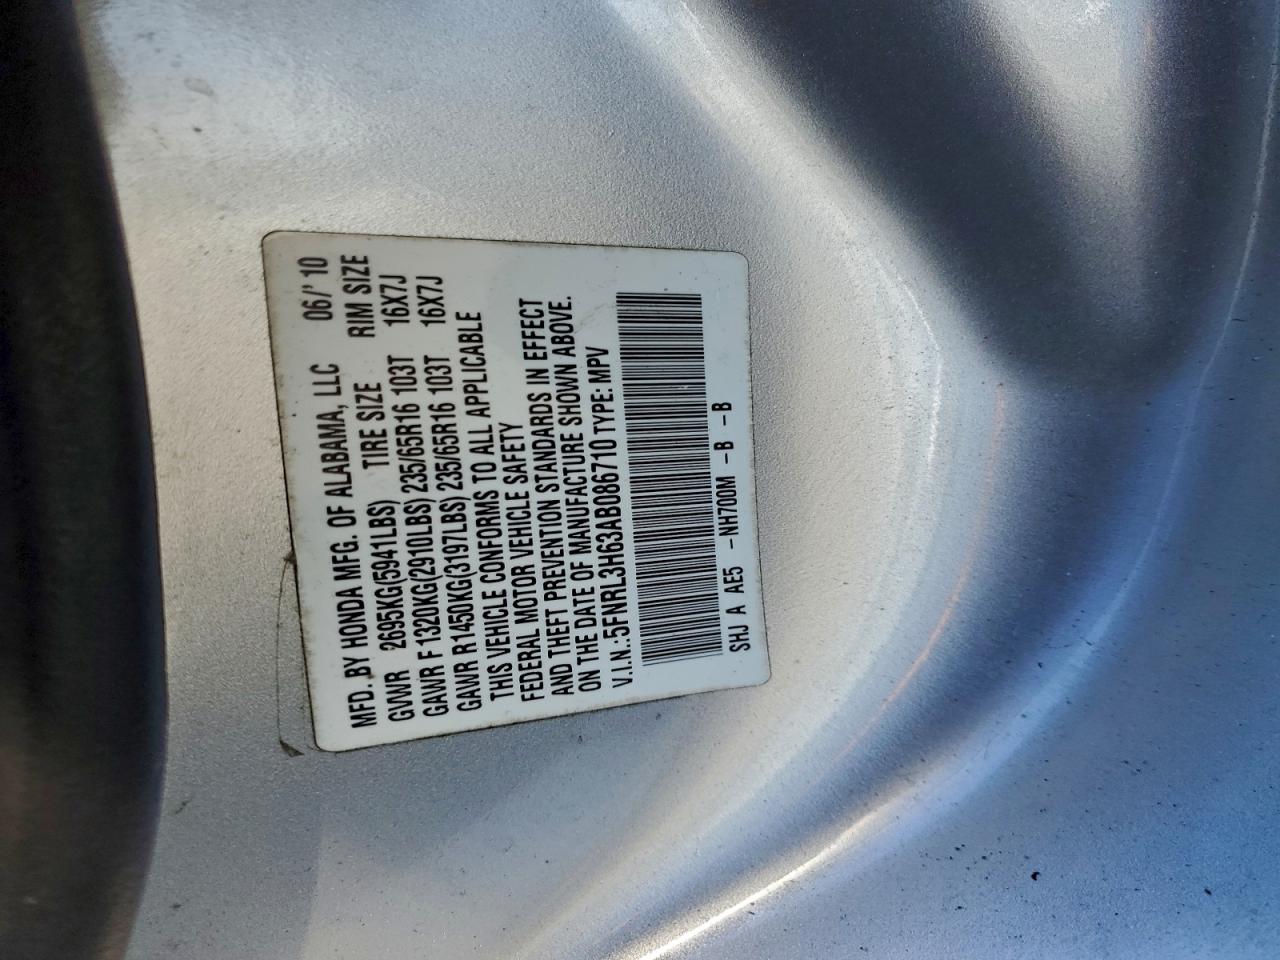 MFD. BY HONDA MFG. OF ALABAMA, LLC 06/'10
GVWR 2695KG(5941LBS) TIRE SIZE RIM SIZE
GAWR F 1320KG(2910LBS) 235/65R16 103T 16X7J
GAWR R1450KG(3197LBS) 235/65R16 103T 16X7J
THIS VEHICLE CONFORMS TO ALL APPLICABLE
FEDERAL MOTOR VEHICLE SAFETY
AND THEFT PREVENTION STANDARDS IN EFFECT
ON THE DATE OF MANUFACTURE SHOWN ABOVE.
V.I.N.:5FNRL3H63AB086710 TYPE: MPV
SHJ A AE5 -NH700M -B -B